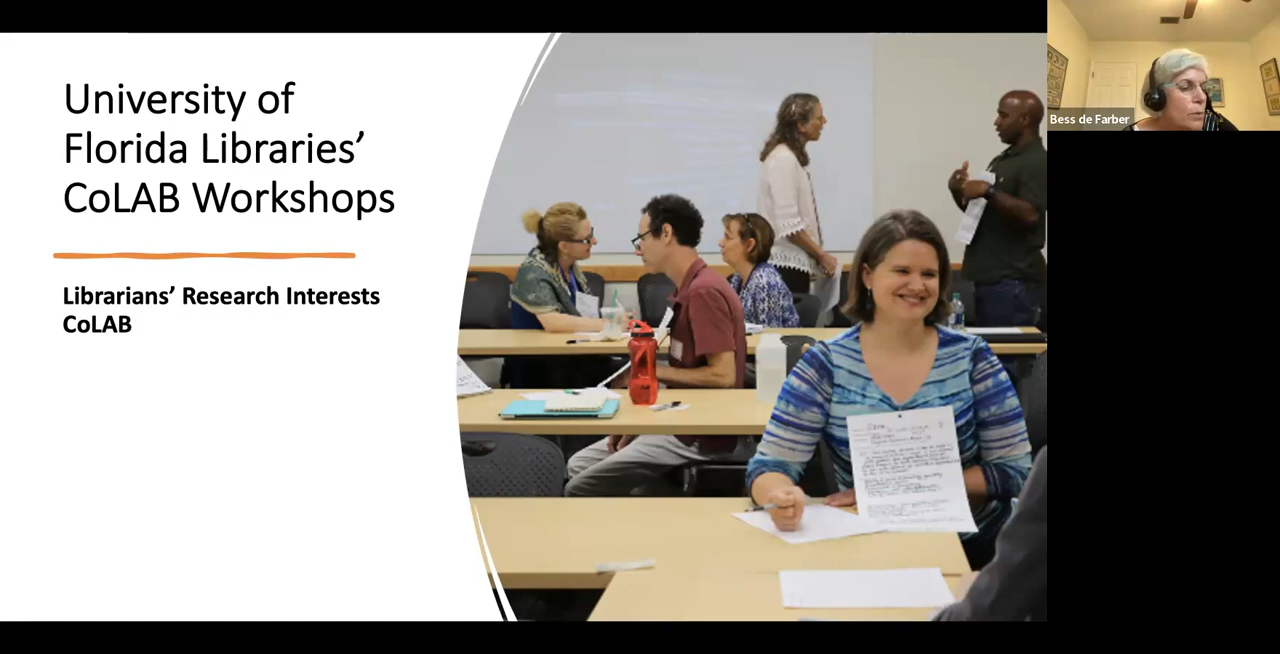 University of
Florida Libraries’
CoLAB Workshops
Librarians’ Research Interests
CoLAB
Bess de Farber